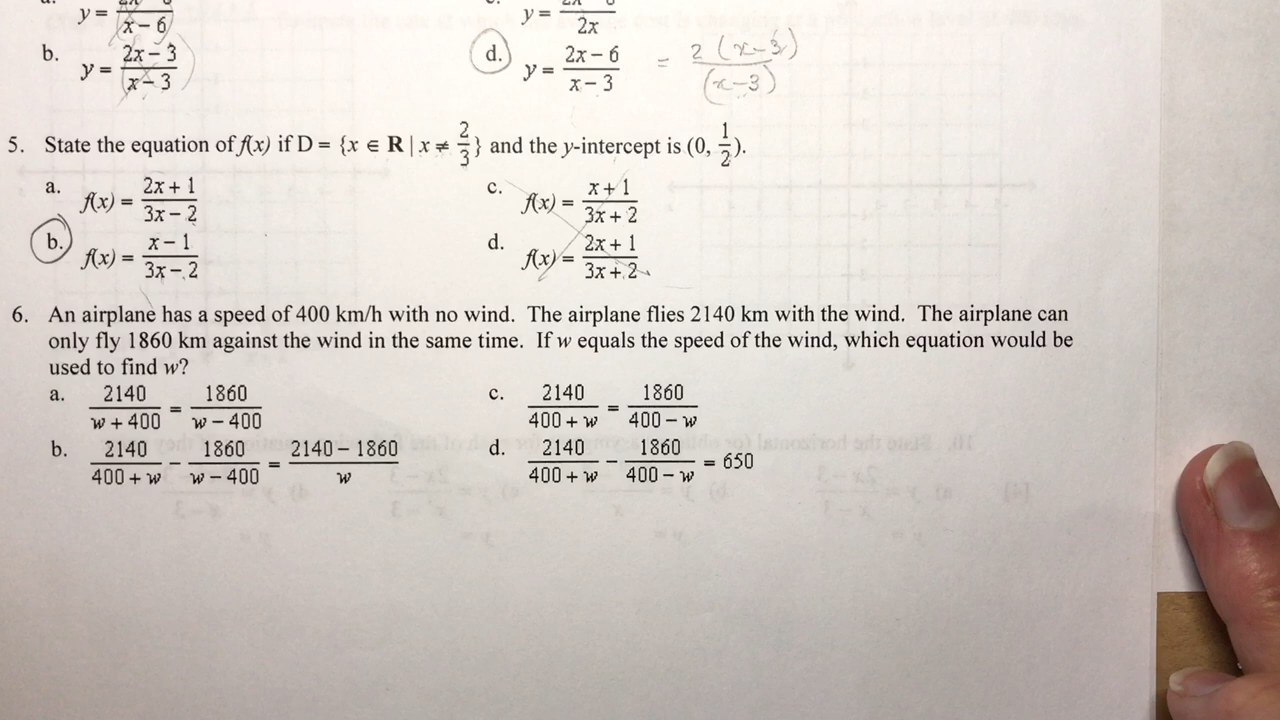 y = / x – 6
y = / 2x
b. y = 2x – 3 / x – 3
d. y = 2x – 6 / x – 3 = 2 (x – 3) / (x – 3)
5. State the equation of f(x) if D = {x ∈ R | x ≠ 2/3} and the y-intercept is (0, 1/2).
a. f(x) = 2x + 1 / 3x – 2
c. f(x) = x + 1 / 3x + 2
b. f(x) = x – 1 / 3x – 2
d. f(x) = 2x + 1 / 3x + 2
6. An airplane has a speed of 400 km/h with no wind. The airplane flies 2140 km with the wind. The airplane can
only fly 1860 km against the wind in the same time. If w equals the speed of the wind, which equation would be
used to find w?
a. 2140 / w + 400 = 1860 / w – 400
c. 2140 / 400 + w = 1860 / 400 – w
b. 2140 / 400 + w – 1860 / w – 400 = 2140 – 1860 / w
d. 2140 / 400 + w – 1860 / 400 – w = 650